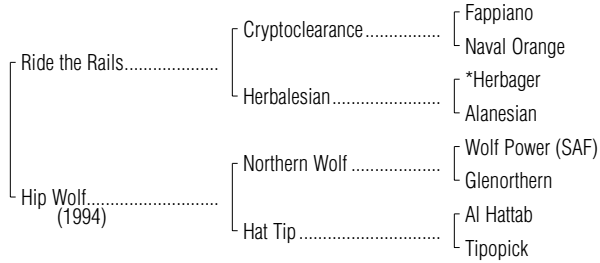 Fappiano
Cryptoclearance
Naval Orange
Ride the Rails
*Herbager
Herbalesian
Alanesian
Wolf Power (SAF)
Northern Wolf
Glenorthern
Hip Wolf
(1994)
Al Hattab
Hat Tip
Tipopick